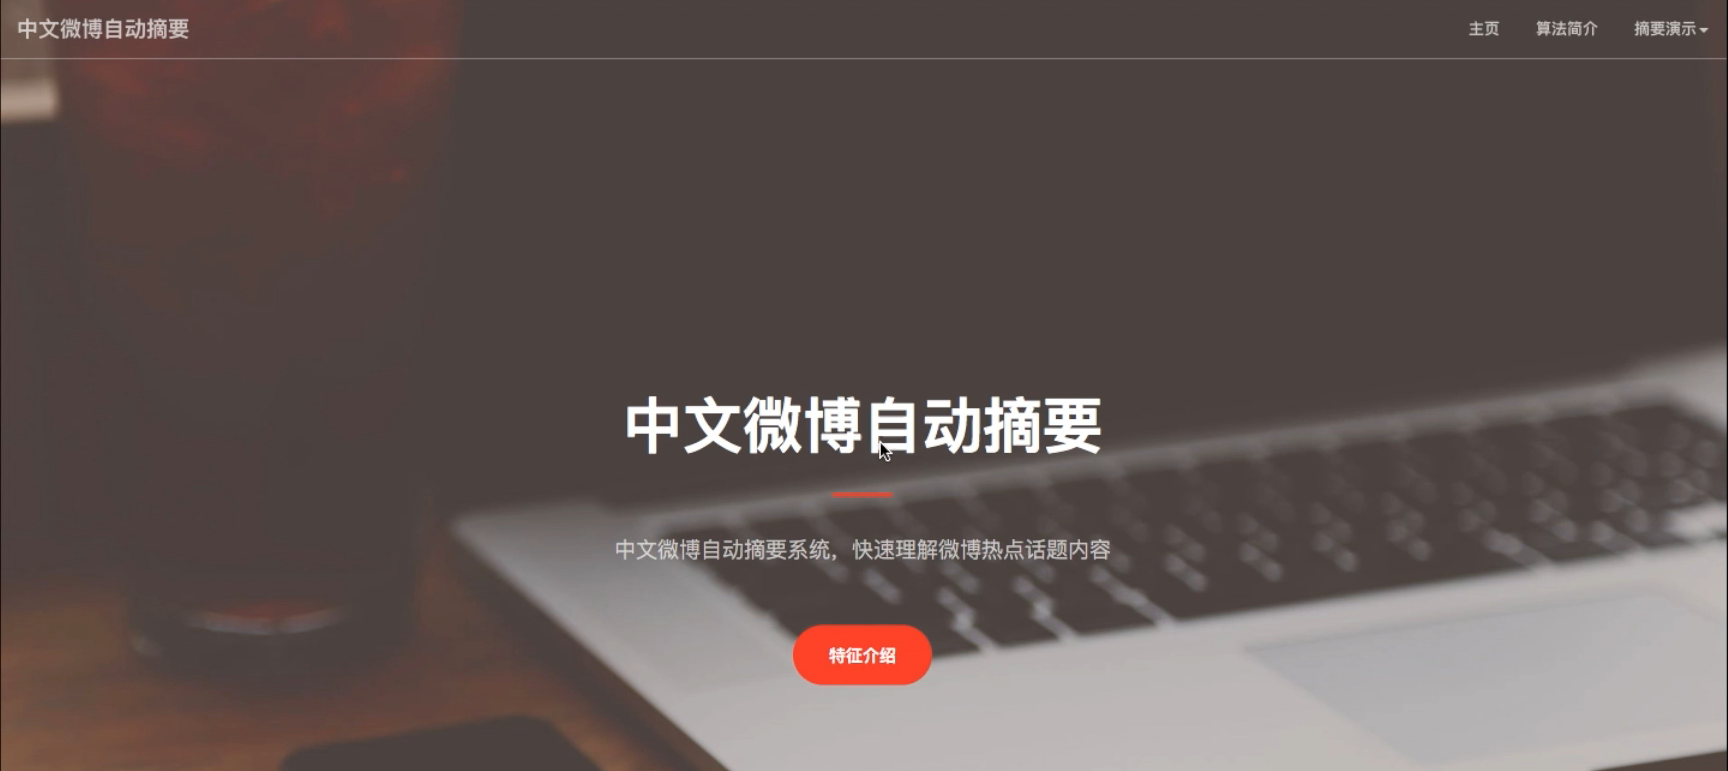 中文微博自动摘要
主页 算法简介 摘要演示
中文微博自动摘要
中文微博自动摘要系统，快速理解微博热点话题内容
特征介绍